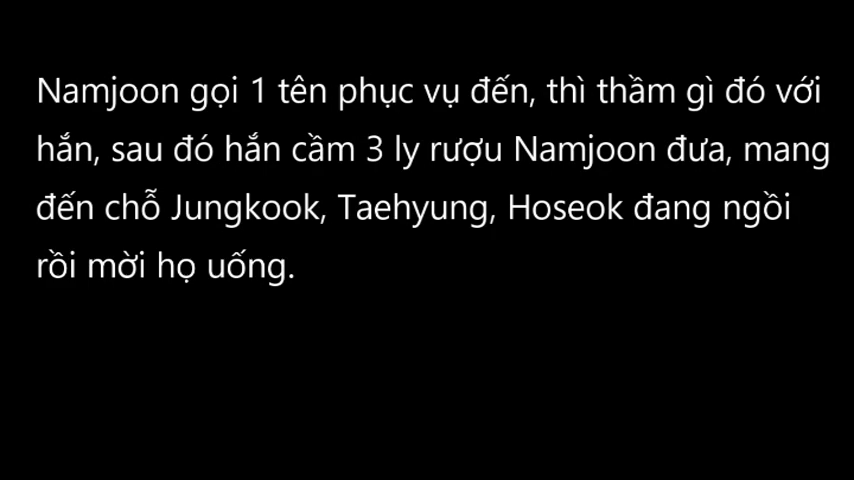 Namjoon gọi 1 tên phục vụ đến, thì thầm gì đó với
hắn, sau đó hắn cầm 3 ly rượu Namjoon đưa, mang
đến chỗ Jungkook, Taehyung, Hoseok đang ngồi
rồi mời họ uống.